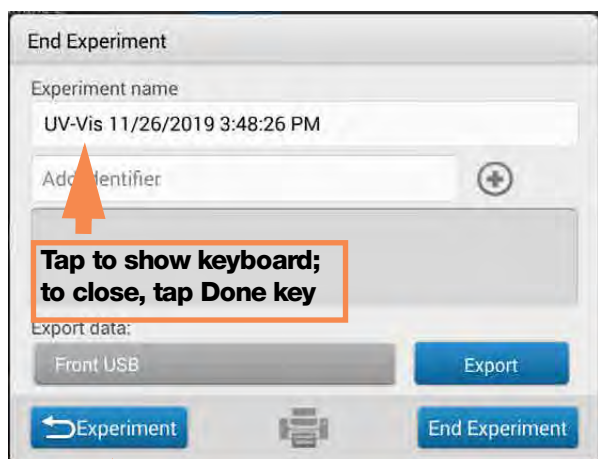 End Experiment
Experiment name
UV-Vis 11/26/2019 3:48:26 PM
Add identifier
Tap to show keyboard;
to close, tap Done key
Export data:
Front USB
Export
Experiment
End Experiment